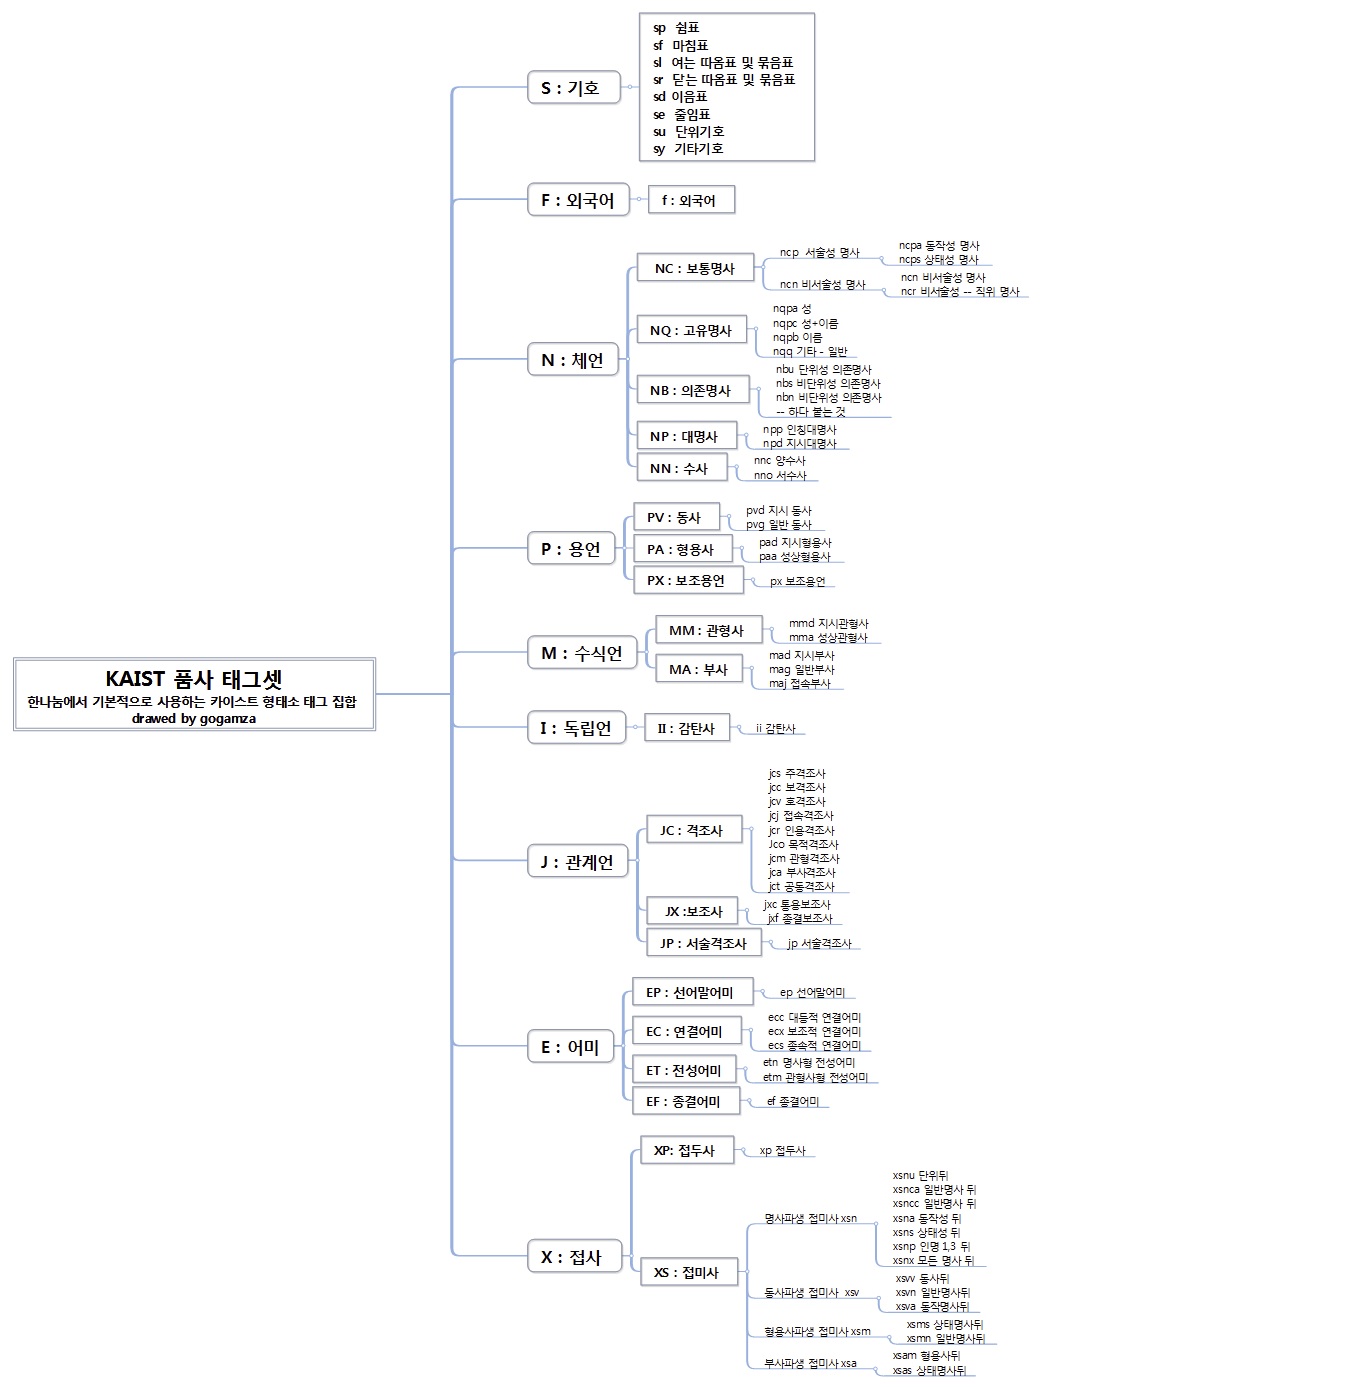 sp 쉼표
sf 마침표
sl 여는 따옴표 및 묶음표
sr 닫는 따옴표 및 묶음표
sd 이음표
se 줄임표
su 단위기호
sy 기타기호
S : 기호
F : 외국어
f : 외국어
N : 체언
NC : 보통명사
ncp 서술성 명사
ncpa 동작성 명사
ncps 상태성 명사
ncn 비서술성 명사
ncn 비서술성 명사
ncr 비서술성 -- 직위 명사
NQ : 고유명사
nqpa 성
nqpc 성+이름
nqpb 이름
nqq 기타 - 일반
NB : 의존명사
nbu 단위성 의존명사
nbs 비단위성 의존명사
nbn 비단위성 의존명사
-- 하다 붙는 것
NP : 대명사
npp 인칭대명사
npd 지시대명사
NN : 수사
nnc 양수사
nno 서수사
P : 용언
PV : 동사
pvd 지시 동사
pvg 일반 동사
PA : 형용사
pad 지시형용사
paa 성상형용사
PX : 보조용언
px 보조용언
M : 수식언
MM : 관형사
mmd 지시관형사
mma 성상관형사
MA : 부사
mad 지시부사
mag 일반부사
maj 접속부사
KAIST 품사 태그셋
한나눔에서 기본적으로 사용하는 카이스트 형태소 태그 집합
drawed by gogamza
I : 독립언
II : 감탄사
ii 감탄사
J : 관계언
JC : 격조사
jcs 주격조사
jcc 보격조사
jcv 호격조사
jcj 접속격조사
jcr 인용격조사
Jco 목적격조사
jcm 관형격조사
jca 부사격조사
jct 공동격조사
JX :보조사
jxc 통용보조사
jxf 종결보조사
JP : 서술격조사
jp 서술격조사
E : 어미
EP : 선어말어미
ep 선어말어미
EC : 연결어미
ecc 대등적 연결어미
ecx 보조적 연결어미
ecs 종속적 연결어미
ET : 전성어미
etn 명사형 전성어미
etm 관형사형 전성어미
EF : 종결어미
ef 종결어미
X : 접사
XP: 접두사
xp 접두사
XS : 접미사
명사파생 접미사 xsn
xsnu 단위뒤
xsnca 일반명사 뒤
xsncc 일반명사 뒤
xsna 동작성 뒤
xsns 상태성 뒤
xsnp 인명 1,3 뒤
xsnx 모든 명사 뒤
동사파생 접미사 xsv
xsvv 동사뒤
xsvn 일반명사뒤
xsva 동작명사뒤
형용사파생 접미사 xsm
xsms 상태명사뒤
xsmn 일반명사뒤
부사파생 접미사 xsa
xsam 형용사뒤
xsas 상태명사뒤